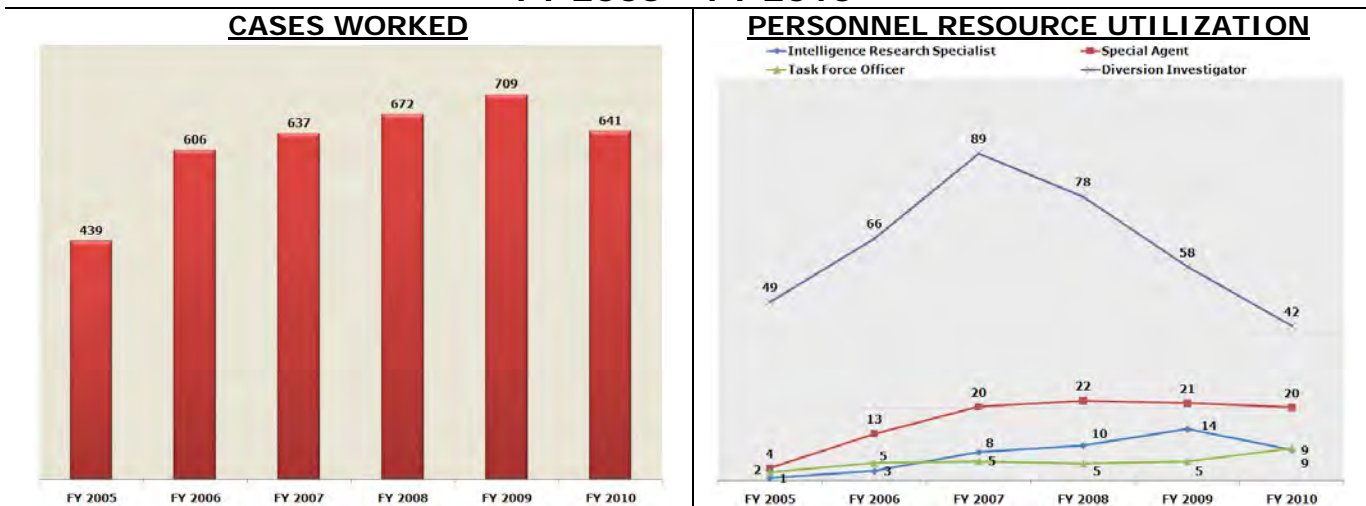 CASES WORKED
709
672
637
641
606
439
FY 2005 FY 2006 FY 2007 FY 2008 FY 2009 FY 2010
PERSONNEL RESOURCE UTILIZATION
Intelligence Research Specialist Special Agent
Task Force Officer Diversion Investigator
89
78
66
58
49
42
22
20 21 20
13
14
10
8
9
4 5
2 5 5 5 9
1 3
FY 2005 FY 2006 FY 2007 FY 2008 FY 2009 FY 2010